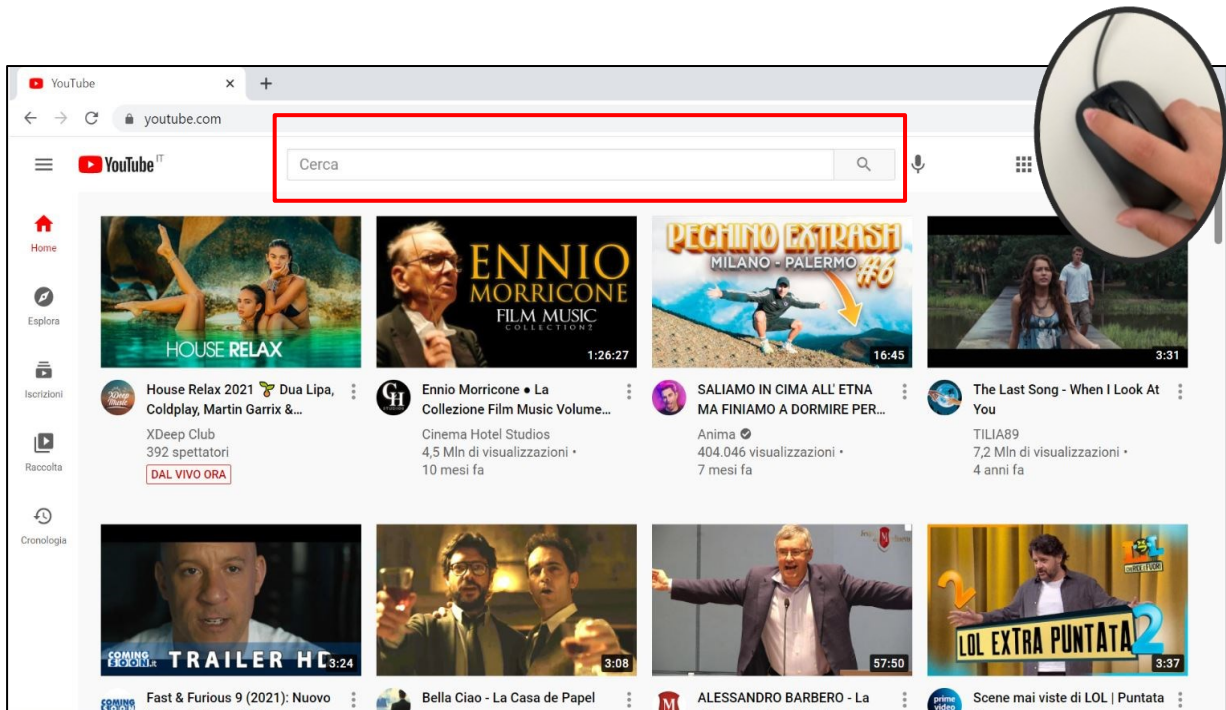 YouTube
youtube.com
YouTube IT
Cerca
Home
Esplora
Iscrizioni
Raccolta
Cronologia
HOUSE RELAX
House Relax 2021 🌱 Dua Lipa,
Coldplay, Martin Garrix &...
XDeep Club
392 spettatori
DAL VIVO ORA
ENNIO
MORRICONE
FILM MUSIC
COLLECTION2
1:26:27
Ennio Morricone ● La
Collezione Film Music Volume...
Cinema Hotel Studios
4,5 Mln di visualizzazioni •
10 mesi fa
PECHINO EXTRASH
MILANO - PALERMO
#6
16:45
SALIAMO IN CIMA ALL' ETNA
MA FINIAMO A DORMIRE PER...
Anima
404.046 visualizzazioni •
7 mesi fa
3:31
The Last Song - When I Look At
You
TILIA89
7,2 Mln di visualizzazioni •
4 anni fa
COMING
SOON.it
TRAILER HD
3:24
Fast & Furious 9 (2021): Nuovo
3:08
Bella Ciao - La Casa de Papel
57:50
ALESSANDRO BARBERO - La
LOL
2
LOL EXTRA PUNTATA
2
3:37
prime
video
Scene mai viste di LOL | Puntata